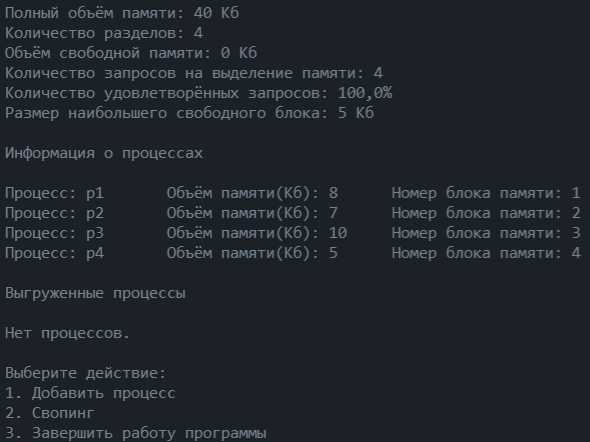 Полный объём памяти: 40 Кб
Количество разделов: 4
Объём свободной памяти: 0 Кб
Количество запросов на выделение памяти: 4
Количество удовлетворённых запросов: 100,0%
Размер наибольшего свободного блока: 5 Кб
Информация о процессах
Процесс: p1 Объём памяти(Кб): 8 Номер блока памяти: 1
Процесс: p2 Объём памяти(Кб): 7 Номер блока памяти: 2
Процесс: p3 Объём памяти(Кб): 10 Номер блока памяти: 3
Процесс: p4 Объём памяти(Кб): 5 Номер блока памяти: 4
Выгруженные процессы
Нет процессов.
Выберите действие:
1. Добавить процесс
2. Свопинг
3. Завершить работу программы